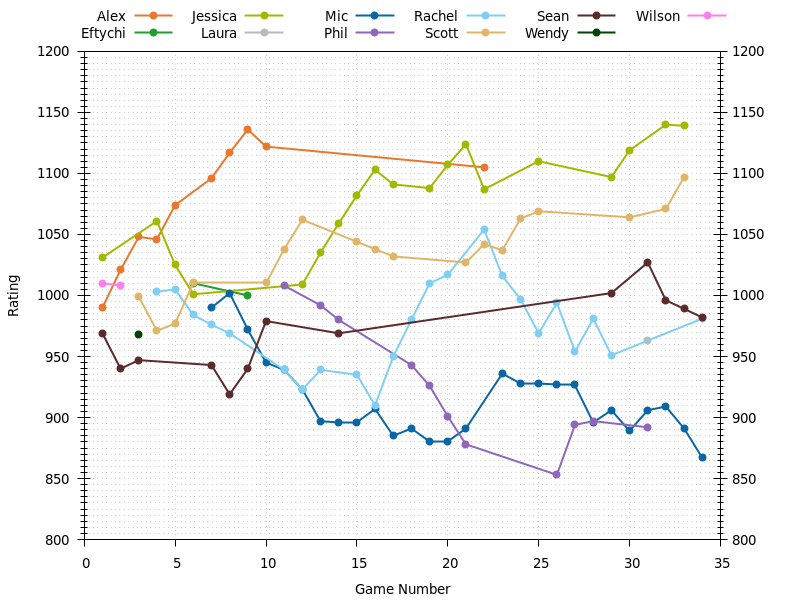 Alex Jessica Mic Rachel Sean Wilson
Eftychi Laura Phil Scott Wendy
1200 1200
1150 1150
1100 1100
1050 1050
1000 1000
950 950
900 900
850 850
800 800
Rating
0 5 10 15 20 25 30 35
Game Number